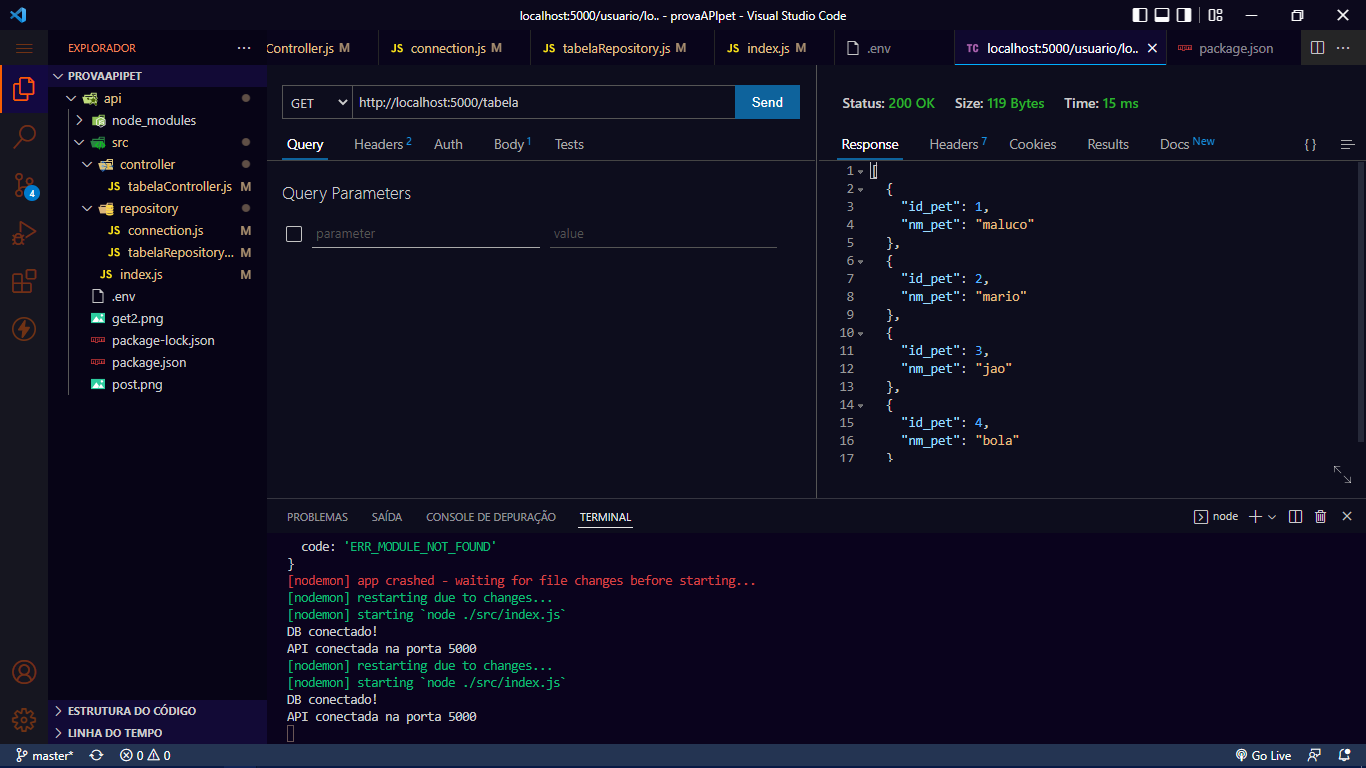 localhost:5000/usuario/lo.. - provaAPIpet - Visual Studio Code
EXPLORADOR
PROVAAPIPET
api
node_modules
src
controller
tabelaController.js M
repository
connection.js M
tabelaRepository... M
index.js M
.env
get2.png
package-lock.json
package.json
post.png
ESTRUTURA DO CÓDIGO
LINHA DO TEMPO
4
Controller.js M JS connection.js M JS tabelaRepository.js M JS index.js M .env TC localhost:5000/usuario/lo.. package.json
GET http://localhost:5000/tabela Send
Query Headers 2 Auth Body 1 Tests
Query Parameters
parameter value
Status: 200 OK Size: 119 Bytes Time: 15 ms
Response Headers 7 Cookies Results Docs New {}
1 [
2 {
3 "id_pet": 1,
4 "nm_pet": "maluco"
5 },
6 {
7 "id_pet": 2,
8 "nm_pet": "mario"
9 },
10 {
11 "id_pet": 3,
12 "nm_pet": "jao"
13 },
14 {
15 "id_pet": 4,
16 "nm_pet": "bola"
17 }
PROBLEMAS SAÍDA CONSOLE DE DEPURAÇÃO TERMINAL node
code: 'ERR_MODULE_NOT_FOUND'
}
[nodemon] app crashed - waiting for file changes before starting...
[nodemon] restarting due to changes...
[nodemon] starting `node ./src/index.js`
DB conectado!
API conectada na porta 5000
[nodemon] restarting due to changes...
[nodemon] starting `node ./src/index.js`
DB conectado!
API conectada na porta 5000
master* 0 0 Go Live